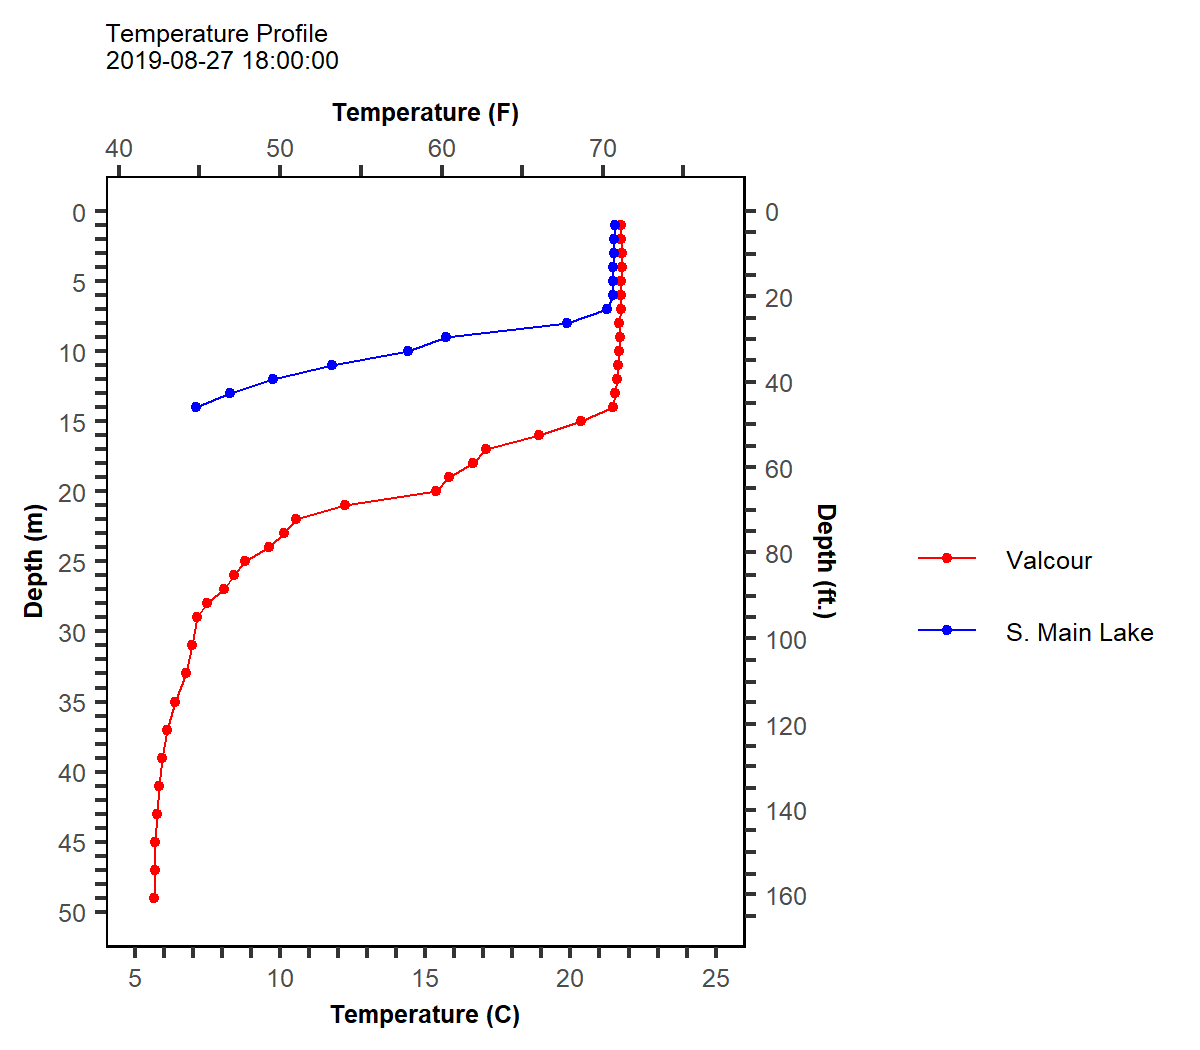 Temperature Profile
2019-08-27 18:00:00
Temperature (F)
40 50 60 70
0
5
10
15
20
25
30
35
40
45
50
Depth (m)
0
20
40
60
80
100
120
140
160
Depth (ft.)
Valcour
S. Main Lake
5 10 15 20 25
Temperature (C)